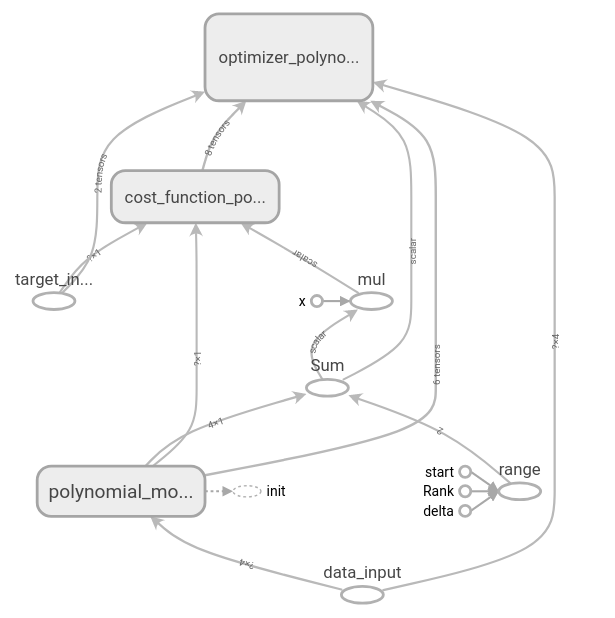 optimizer_polyno...
8 tensors
2 tensors
cost_function_po...
?×1
scalar
scalar
target_in...
mul
x
scalar
?×4
?×1
Sum
6 tensors
4×1
2
range
start
polynomial_mo...
init
Rank
delta
?×4
data_input